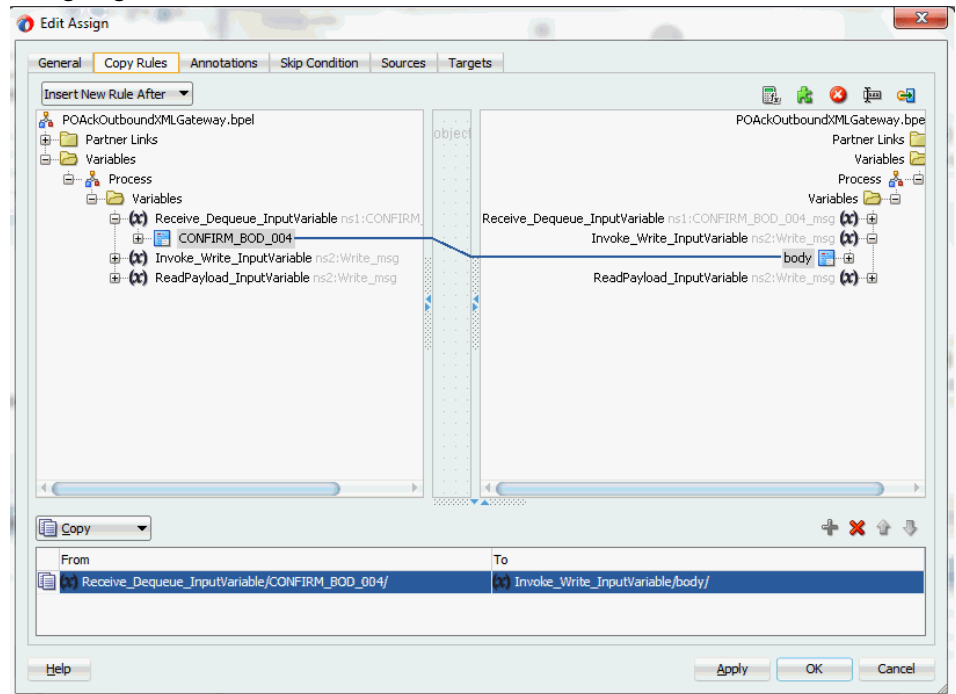 Edit Assign
General Copy Rules Annotations Skip Condition Sources Targets
Insert New Rule After
POAckOutboundXMLGateway.bpel
Partner Links
Variables
Process
Variables
Receive_Dequeue_InputVariable ns1:CONFIRM_
CONFIRM_BOD_004
Invoke_Write_InputVariable ns2:Write_msg
ReadPayload_InputVariable ns2:Write_msg
object
POAckOutboundXMLGateway.bpe
Partner Links
Variables
Process
Variables
Receive_Dequeue_InputVariable ns1:CONFIRM_BOD_004_msg
Invoke_Write_InputVariable ns2:Write_msg
body
ReadPayload_InputVariable ns2:Write_msg
Copy
From To
(x) Receive_Dequeue_InputVariable/CONFIRM_BOD_004/ (x) Invoke_Write_InputVariable/body/
Help Apply OK Cancel